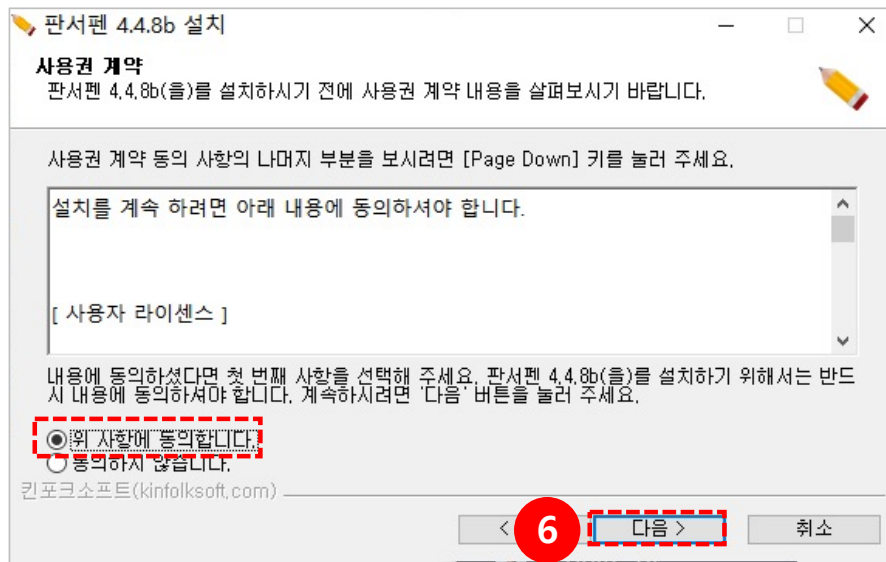 판서펜 4.4.8b 설치
사용권 계약
판서펜 4.4.8b(을)를 설치하시기 전에 사용권 계약 내용을 살펴보시기 바랍니다.
사용권 계약 동의 사항의 나머지 부분을 보시려면 [Page Down] 키를 눌러 주세요.
설치를 계속 하려면 아래 내용에 동의하셔야 합니다.
[ 사용자 라이센스 ]
내용에 동의하셨다면 첫 번째 사항을 선택해 주세요. 판서펜 4.4.8b(을)를 설치하기 위해서는 반드
시 내용에 동의하셔야 합니다. 계속하시려면 '다음' 버튼을 눌러 주세요.
위 사항에 동의합니다.
동의하지 않습니다.
킨포크소프트(kinfolksoft.com)
< 6 다음 > 취소